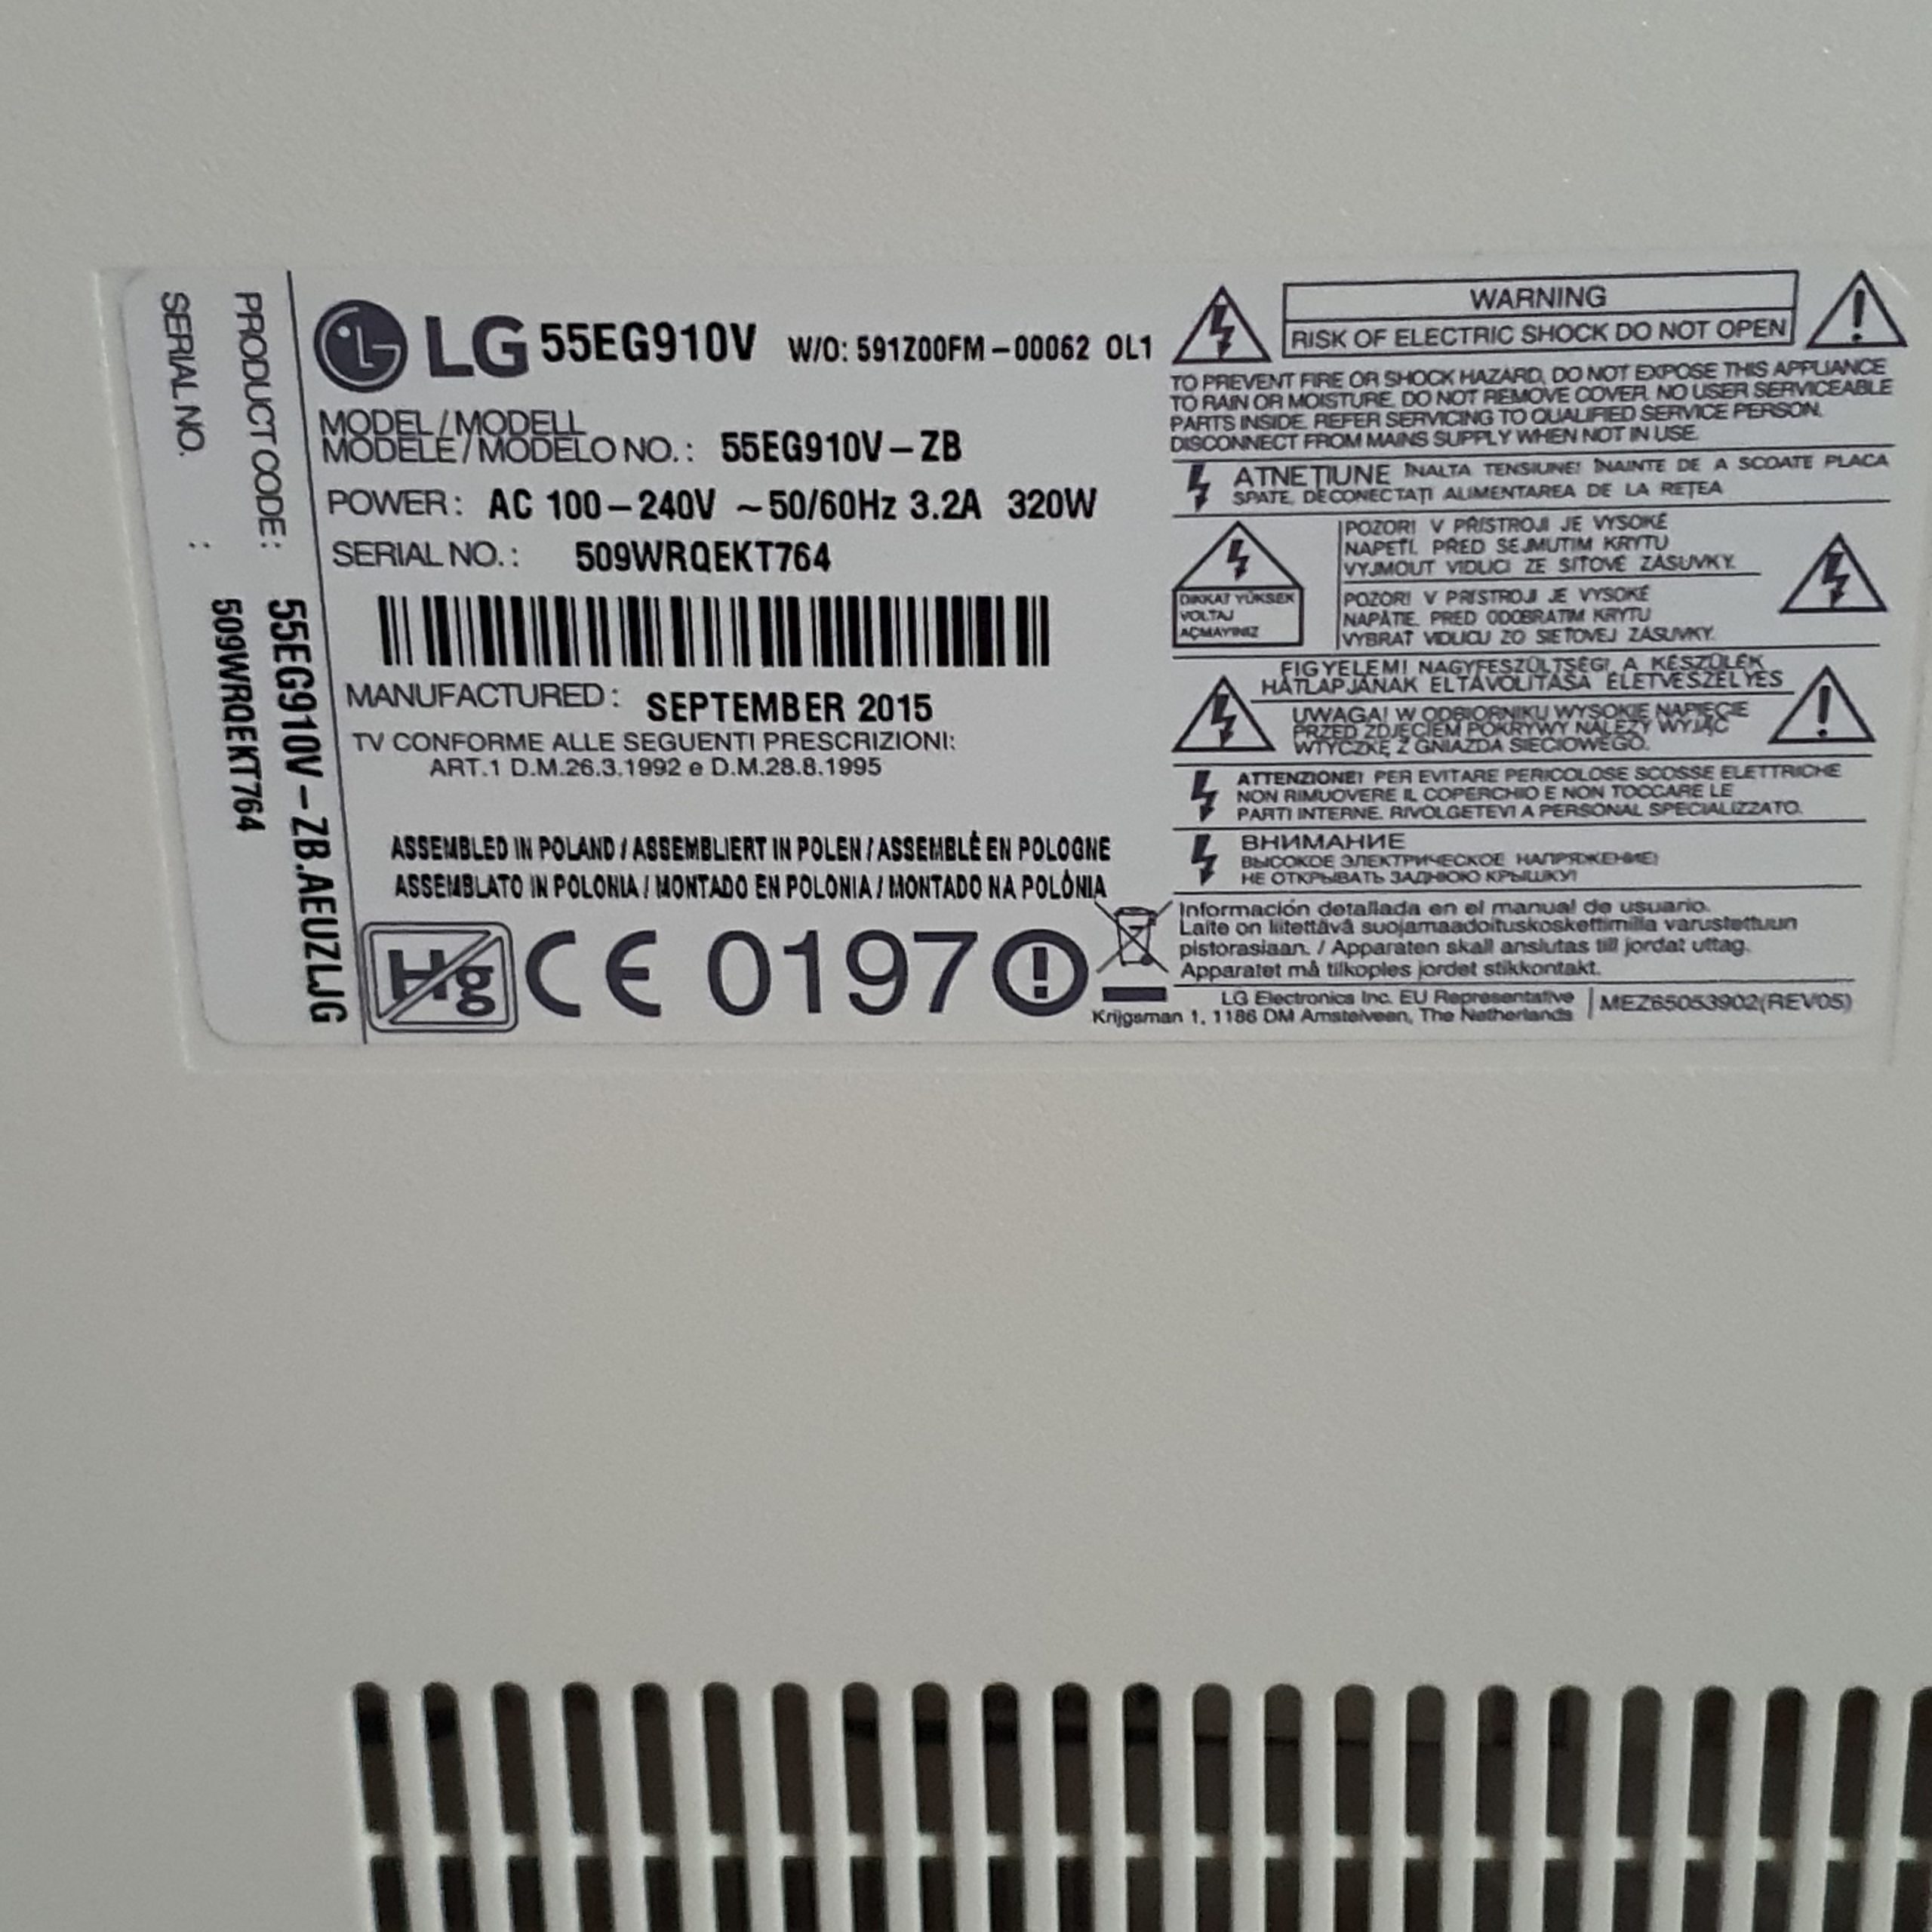 SERIAL NO. : 509WRQEKT764
PRODUCT CODE : 55EG910V-ZB.AEUZLJG
LG 55EG910V W/O: 591Z00FM-00062 OL1
MODEL/MODELL
MODÈLE/MODELO NO. : 55EG910V-ZB
POWER : AC 100-240V ~50/60Hz 3.2A 320W
SERIAL NO. : 509WRQEKT764
MANUFACTURED : SEPTEMBER 2015
TV CONFORME ALLE SEGUENTI PRESCRIZIONI:
ART.1 D.M.26.3.1992 e D.M.28.8.1995
ASSEMBLED IN POLAND / ASSEMBLIERT IN POLEN / ASSEMBLÉ EN POLOGNE
ASSEMBLATO IN POLONIA / MONTADO EN POLONIA / MONTADO NA POLÔNIA
Hg CE 0197
WARNING
RISK OF ELECTRIC SHOCK DO NOT OPEN
TO PREVENT FIRE OR SHOCK HAZARD, DO NOT EXPOSE THIS APPLIANCE
TO RAIN OR MOISTURE. DO NOT REMOVE COVER. NO USER SERVICEABLE
PARTS INSIDE. REFER SERVICING TO QUALIFIED SERVICE PERSON.
DISCONNECT FROM MAINS SUPPLY WHEN NOT IN USE.
ATNEȚIUNE ÎNALTA TENSIUNE! ÎNAINTE DE A SCOATE PLACA
SPATE, DECONECTAȚI ALIMENTAREA DE LA REȚEA
DIKKAT YÜKSEK
VOLTAJ
AÇMAYINIZ
POZOR! V PŘÍSTROJI JE VYSOKÉ
NAPĚTÍ. PŘED SEJMUTÍM KRYTU
VYJMOUT VIDLICI ZE SÍŤOVÉ ZÁSUVKY.
POZOR! V PRÍSTROJI JE VYSOKÉ
NAPÄTIE. PRED ODOBRATÍM KRYTU
VYBRAŤ VIDLICU ZO SIEŤOVEJ ZÁSUVKY.
FIGYELEM! NAGYFESZÜLTSÉG! A KÉSZÜLÉK
HÁTLAPJÁNAK ELTÁVOLÍTÁSA ÉLETVESZÉLYES
UWAGA! W ODBIORNIKU WYSOKIE NAPIĘCIE
PRZED ZDJĘCIEM POKRYWY NALEŻY WYJĄĆ
WTYCZKĘ Z GNIAZDA SIECIOWEGO.
ATTENZIONE! PER EVITARE PERICOLOSE SCOSSE ELETTRICHE
NON RIMUOVERE IL COPERCHIO E NON TOCCARE LE
PARTI INTERNE. RIVOLGETEVI A PERSONAL SPECIALIZZATO.
ВНИМАНИЕ
ВЫСОКОЕ ЭЛЕКТРИЧЕСКОЕ НАПРЯЖЕНИЕ!
НЕ ОТКРЫВАТЬ ЗАДНЮЮ КРЫШКУ!
Información detallada en el manual de usuario.
Laite on liitettävä suojamaadoituskoskettimilla varustettuun
pistorasiaan. / Apparaten skall anslutas till jordat uttag.
Apparatet må tilkoples jordet stikkontakt.
LG Electronics Inc. EU Representative
Krijgsman 1, 1186 DM Amstelveen, The Netherlands
MEZ65053902(REV05)